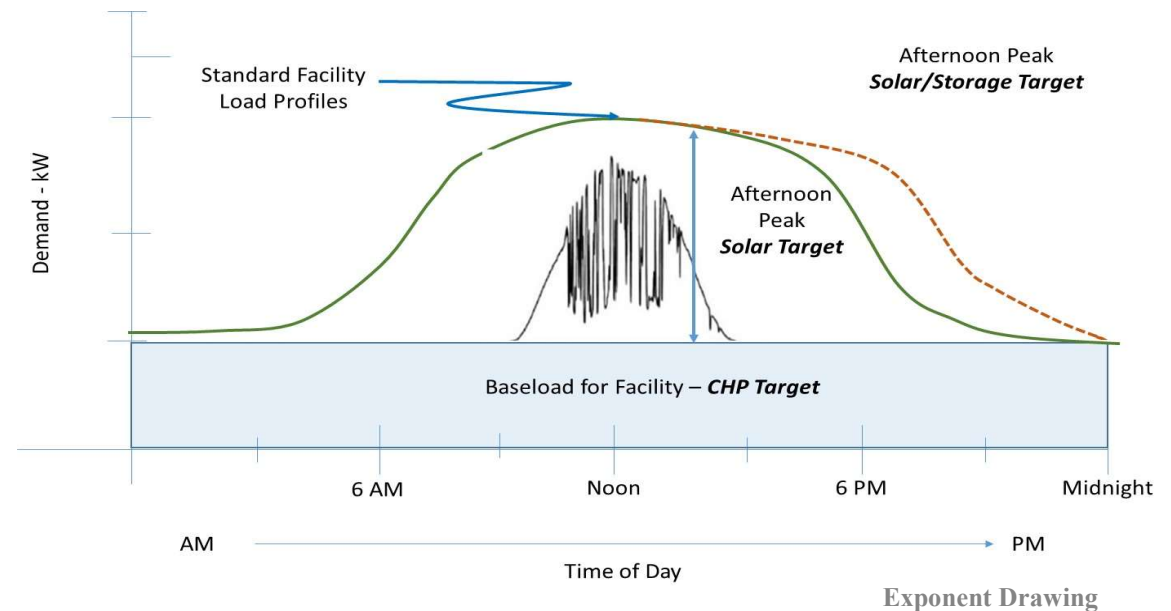 Afternoon Peak
Solar/Storage Target
Standard Facility
Load Profiles
Demand - kW
Afternoon
Peak
Solar Target
Baseload for Facility – CHP Target
6 AM
Noon
6 PM
Midnight
AM
PM
Time of Day
Exponent Drawing